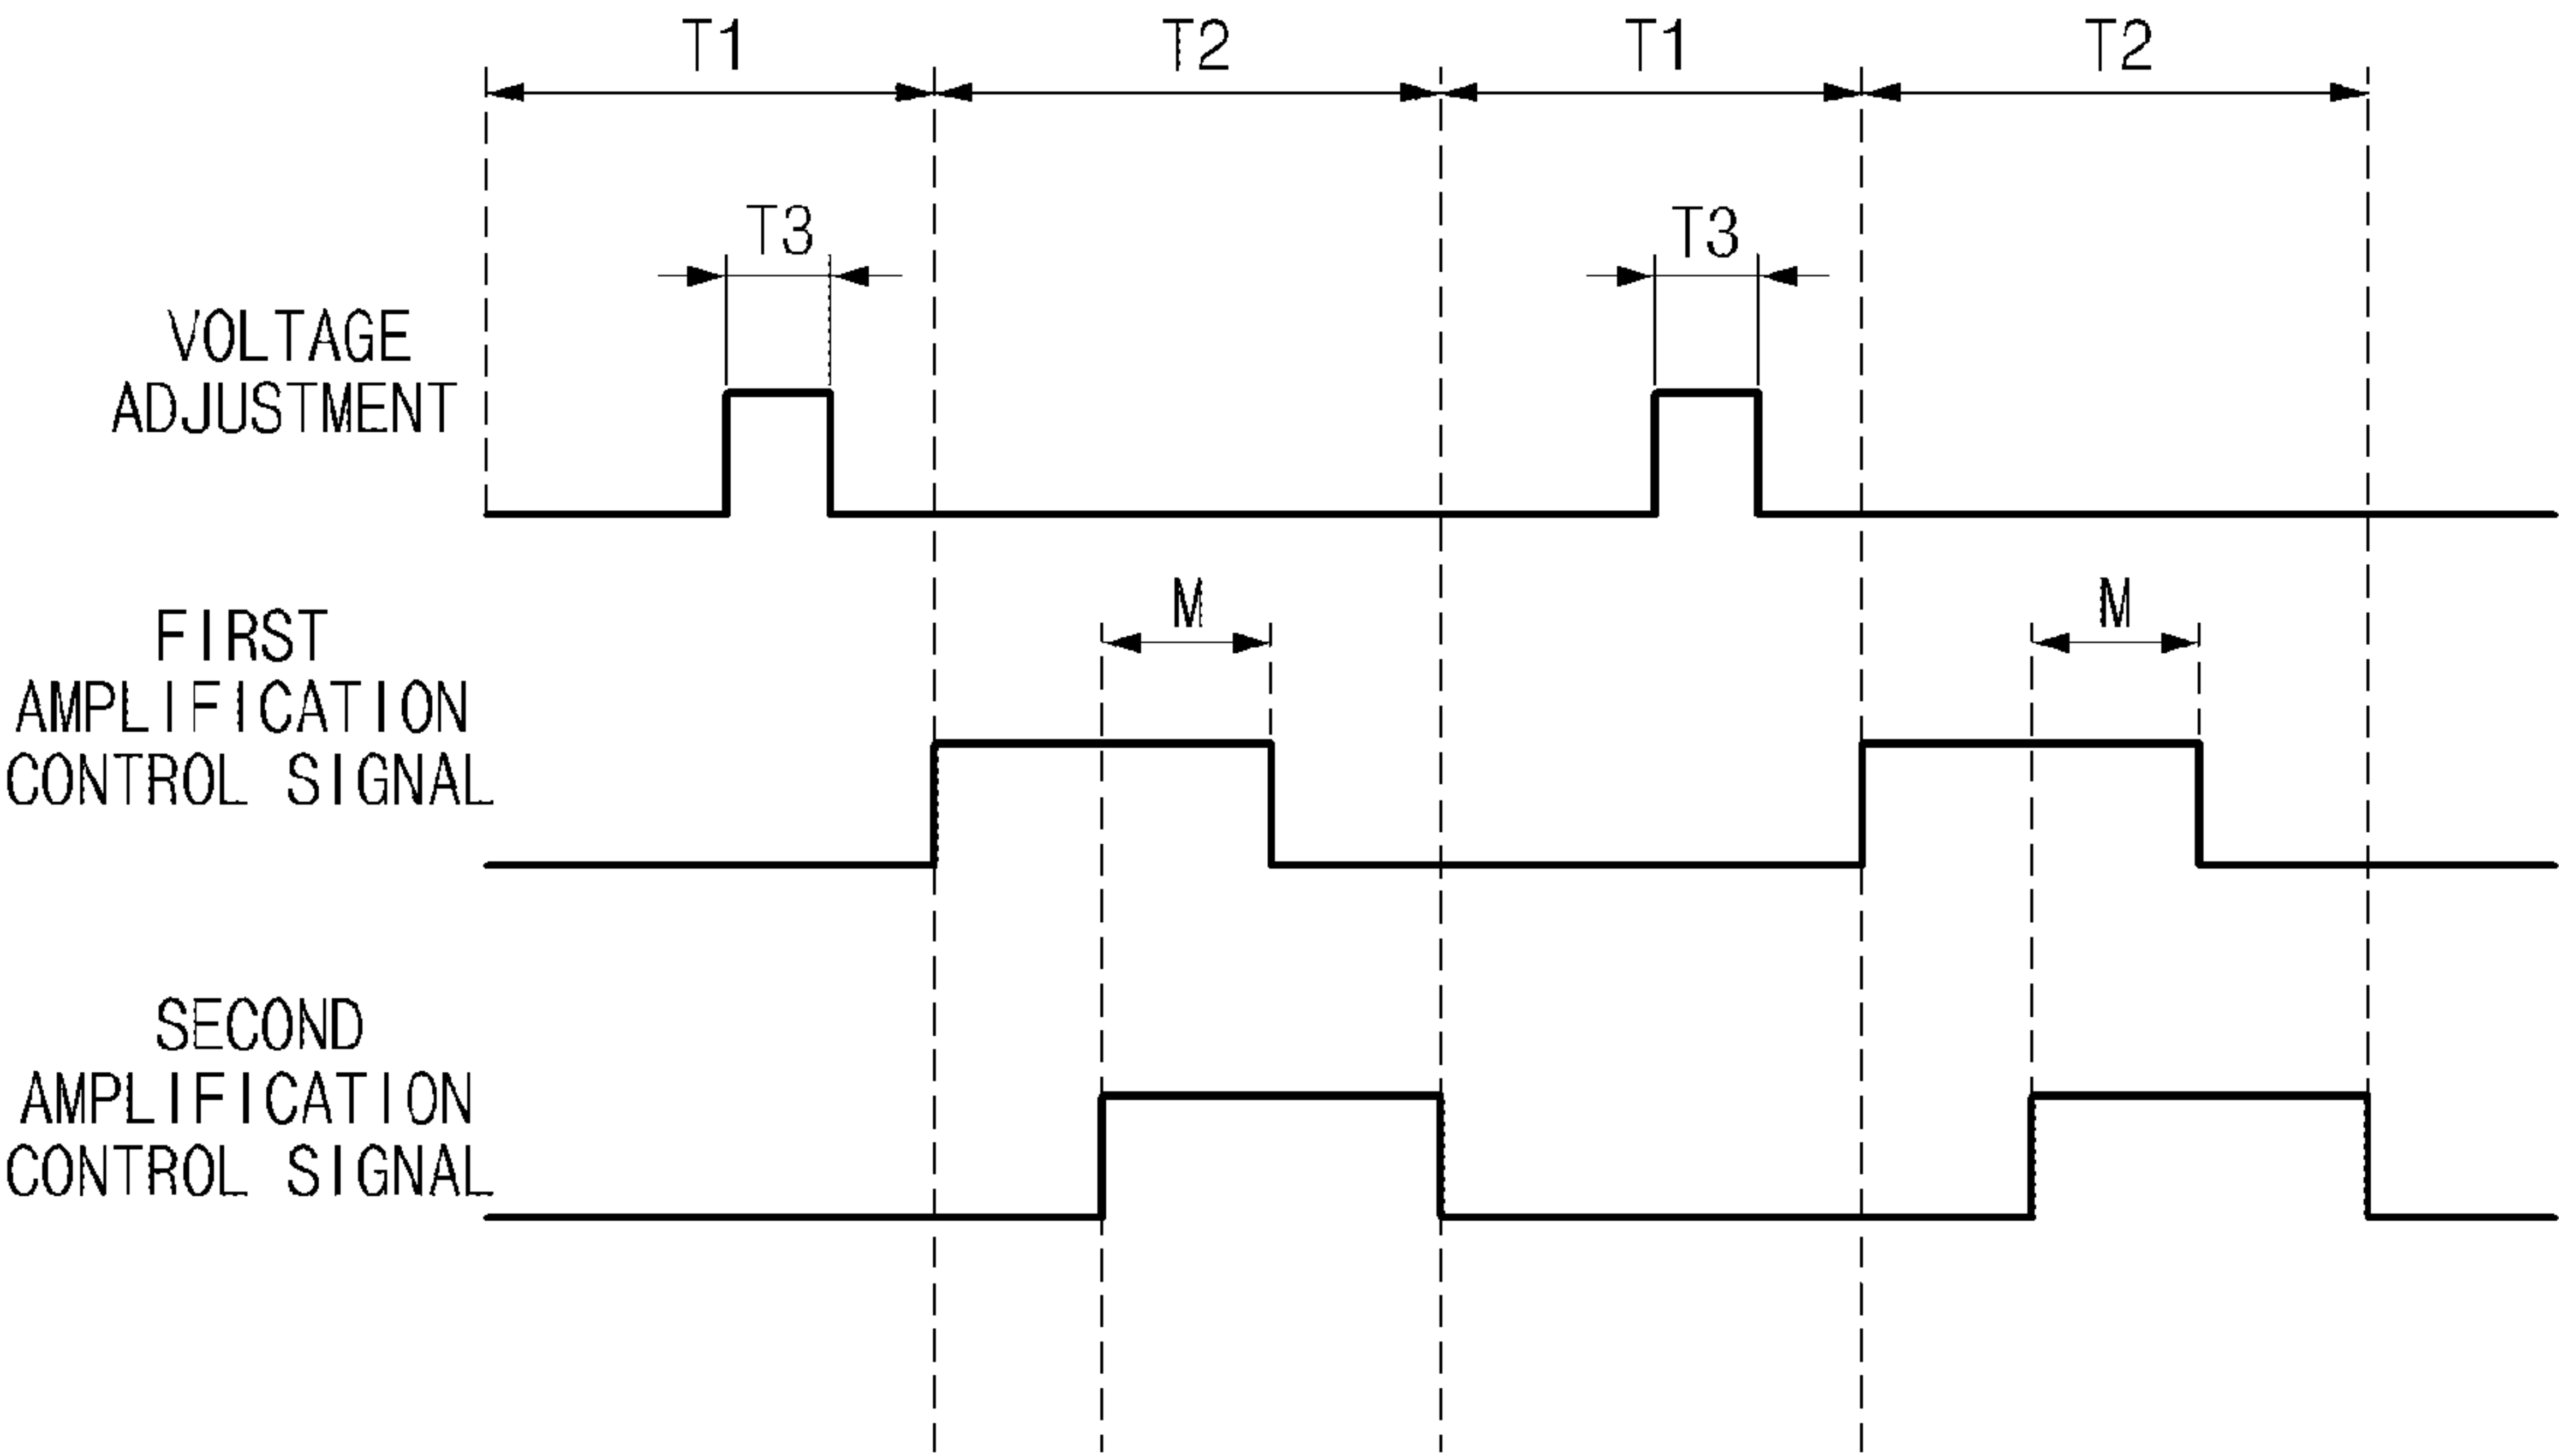 T1 T2 T1 T2
T3 T3
VOLTAGE
ADJUSTMENT
M M
FIRST
AMPLIFICATION
CONTROL SIGNAL
SECOND
AMPLIFICATION
CONTROL SIGNAL